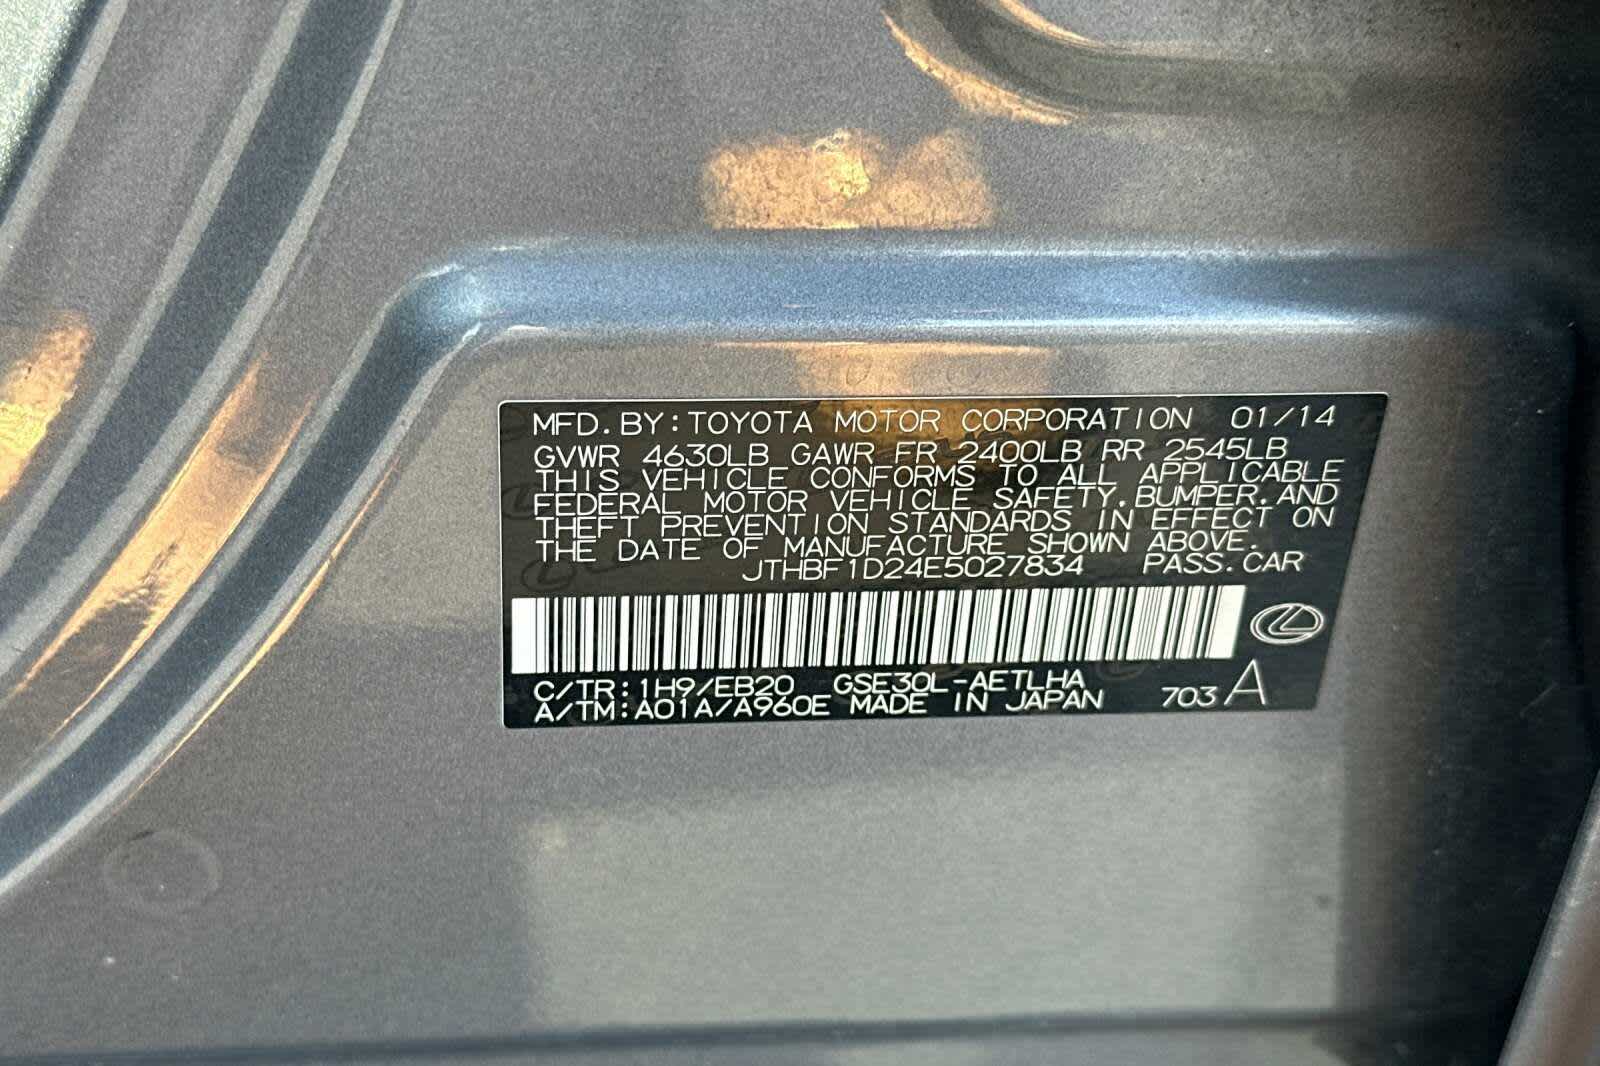 MFD. BY: TOYOTA MOTOR CORPORATION 01/14
GVWR 4630LB GAWR FR 2400LB RR 2545LB
THIS VEHICLE CONFORMS TO ALL APPLICABLE
FEDERAL MOTOR VEHICLE SAFETY, BUMPER, AND
THEFT PREVENTION STANDARDS IN EFFECT ON
THE DATE OF MANUFACTURE SHOWN ABOVE.
JTHBF1D24E5027834 PASS. CAR
C/TR: 1H9/EB20 GSE30L-AETLHA
A/TM: A01A/A960E MADE IN JAPAN 703 A